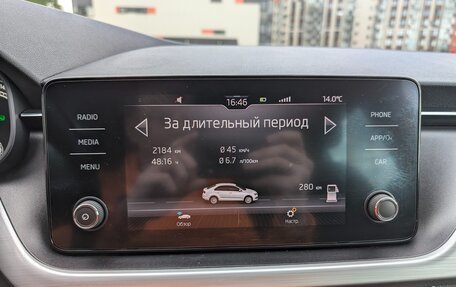 16:46
14.0°C
RADIO
MEDIA
MENU
PHONE
APP/
CAR
За длительный период
2184 км
Ø 45 км/ч
48:16 ч
Ø 6.7 л/100км
280 км
Обзор
Настр.